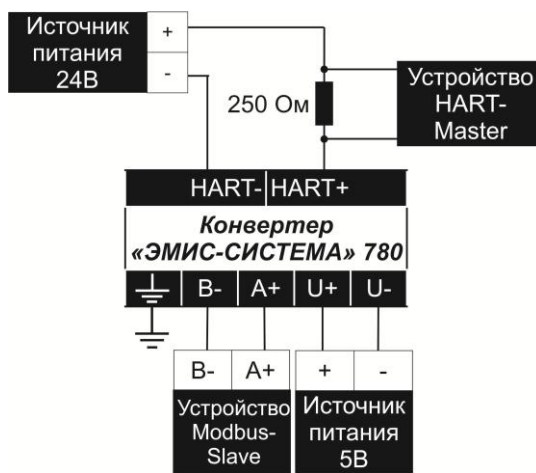 Источник
питания
24В
+
-
250 Ом
Устройство
HART-
Master
HART- HART+
Конвертер
«ЭМИС-СИСТЕМА» 780
B- A+ U+ U-
B- A+ + -
Устройство
Modbus-
Slave
Источник
питания
5В